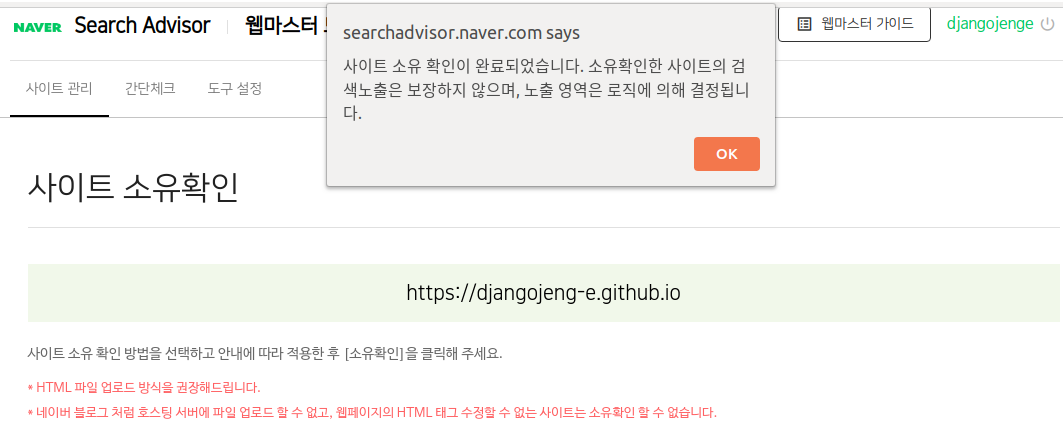 NAVER Search Advisor 웹마스터 도
웹마스터 가이드
djangojenge
사이트 관리 간단체크 도구 설정
searchadvisor.naver.com says
사이트 소유 확인이 완료되었습니다. 소유확인한 사이트의 검
색노출은 보장하지 않으며, 노출 영역은 로직에 의해 결정됩니
다.
OK
사이트 소유확인
https://djangojeng-e.github.io
사이트 소유 확인 방법을 선택하고 안내에 따라 적용한 후 [소유확인]을 클릭해 주세요.
* HTML 파일 업로드 방식을 권장해드립니다.
* 네이버 블로그 처럼 호스팅 서버에 파일 업로드 할 수 없고, 웹페이지의 HTML 태그 수정할 수 없는 사이트는 소유확인 할 수 없습니다.